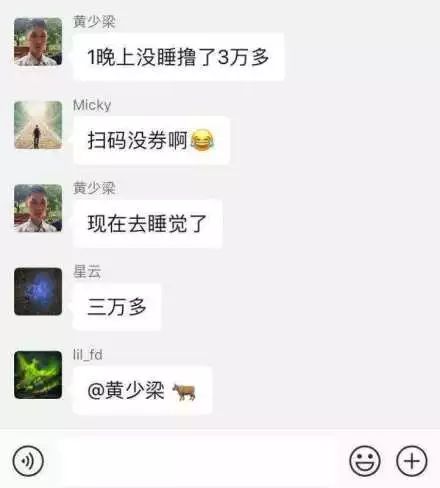 黄少梁
1晚上没睡撸了3万多
Micky
扫码没券啊😂
黄少梁
现在去睡觉了
星云
三万多
lil_fd
@黄少梁 🐂